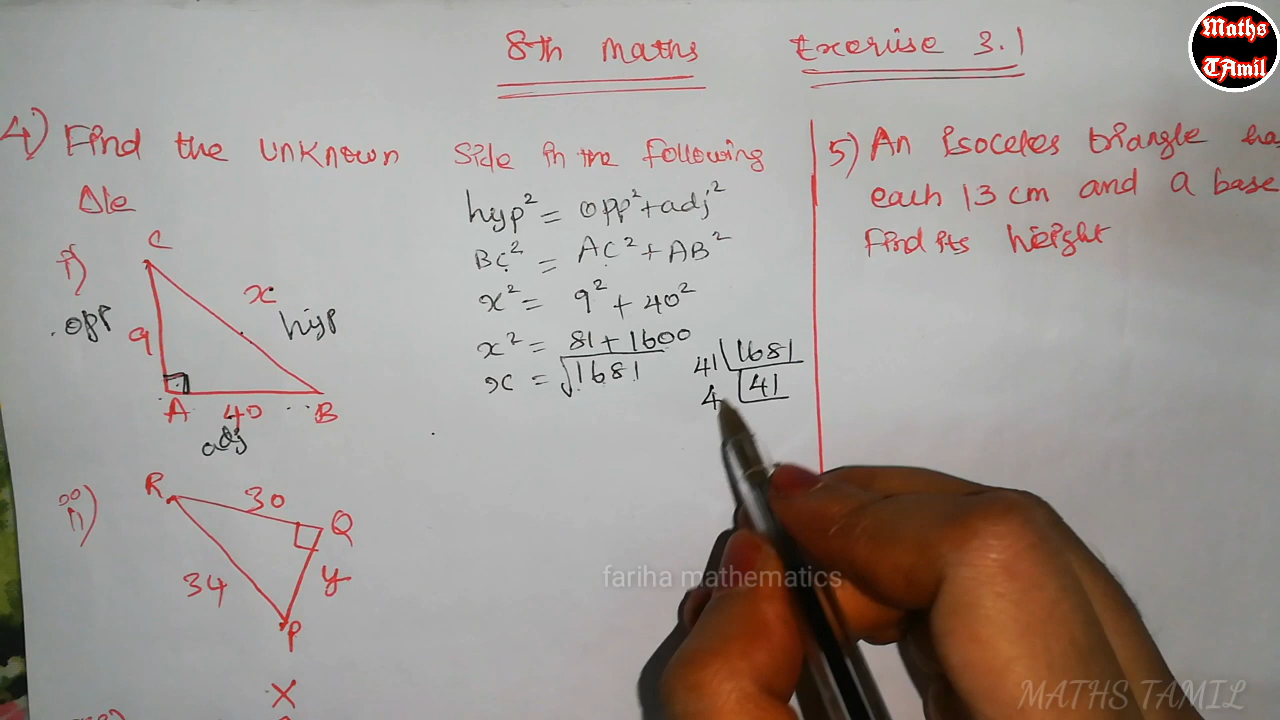 8th maths Exerise 3.1
Maths
TAmil
4) Find the unknown side in the following
Δle
i)
C
x
opp
hyp
9
A 40 B
adj
hyp² = opp² + adj²
BC² = AC² + AB²
x² = 9² + 40²
x² = 81 + 1600
x = √1681
41 1681
4 41
5) An isoceles triangle ha
each 13 cm and a base
Find its height
ii)
R 30 Q
34 y
P
X
fariha mathematics
MATHS TAMIL